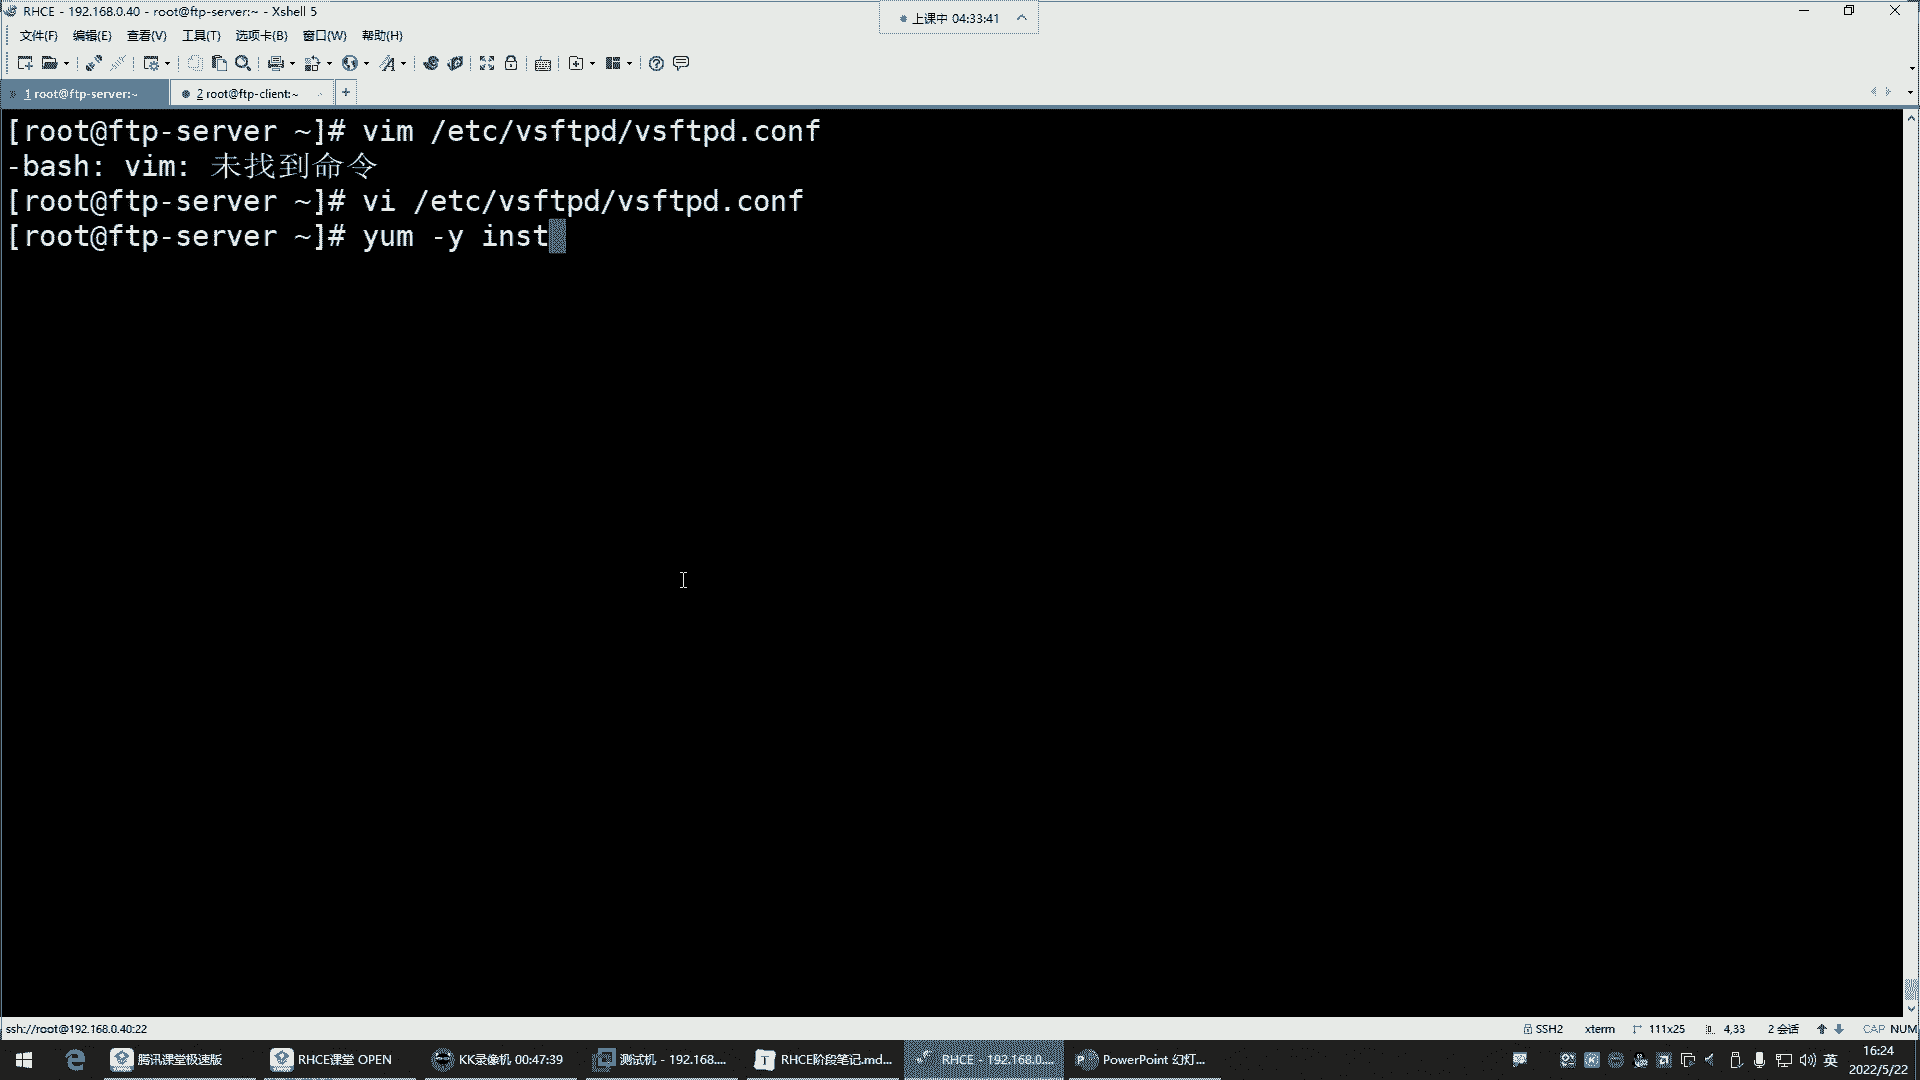 RHCE - 192.168.0.40 - root@ftp-server:~ - Xshell 5
上课中 04:33:41
文件(F) 编辑(E) 查看(V) 工具(T) 选项卡(B) 窗口(W) 帮助(H)
1 root@ftp-server:~ 2 root@ftp-client:~ +
[root@ftp-server ~]# vim /etc/vsftpd/vsftpd.conf
-bash: vim: 未找到命令
[root@ftp-server ~]# vi /etc/vsftpd/vsftpd.conf
[root@ftp-server ~]# yum -y inst
ssh://root@192.168.0.40:22 SSH2 xterm 111x25 4,33 2 会话 CAP NUM
腾讯课堂极速版 RHCE课堂 OPEN KK录像机 00:47:39 测试机 - 192.168.... RHCE阶段笔记.md... RHCE - 192.168.0.... PowerPoint 幻灯... 英 16:24
2022/5/22